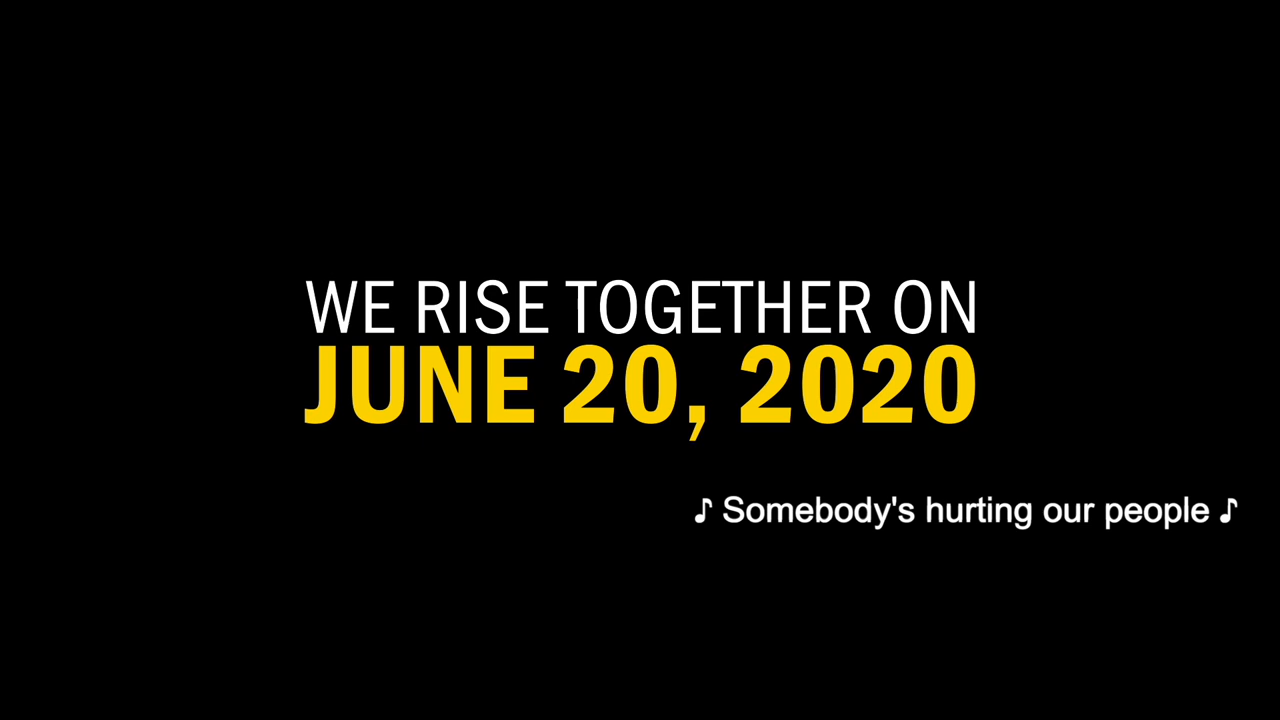 WE RISE TOGETHER ON
JUNE 20, 2020
♪ Somebody's hurting our people ♪